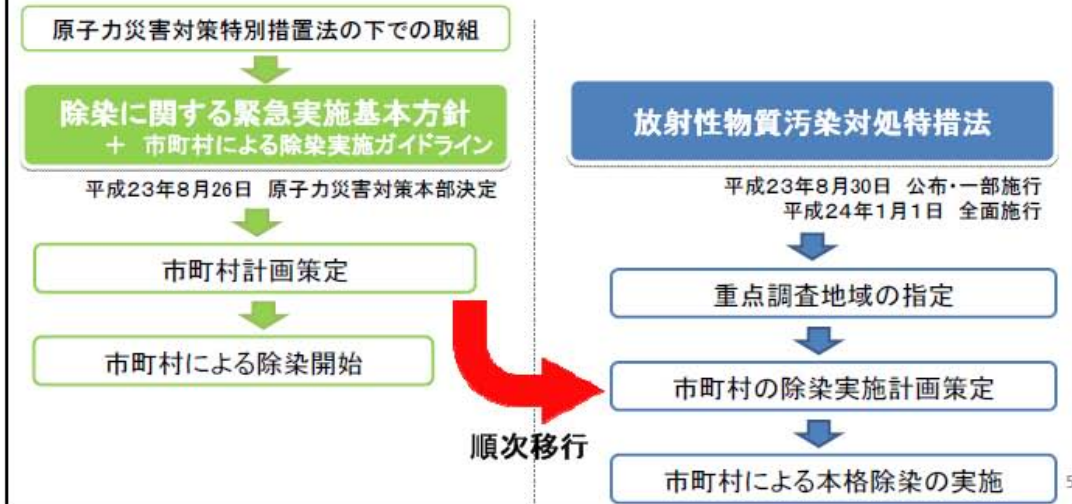 原子力災害対策特別措置法の下での取組
除染に関する緊急実施基本方針
＋ 市町村による除染実施ガイドライン
平成23年8月26日 原子力災害対策本部決定
市町村計画策定
市町村による除染開始
順次移行
放射性物質汚染対処特措法
平成23年8月30日 公布・一部施行
平成24年1月1日 全面施行
重点調査地域の指定
市町村の除染実施計画策定
市町村による本格除染の実施
5